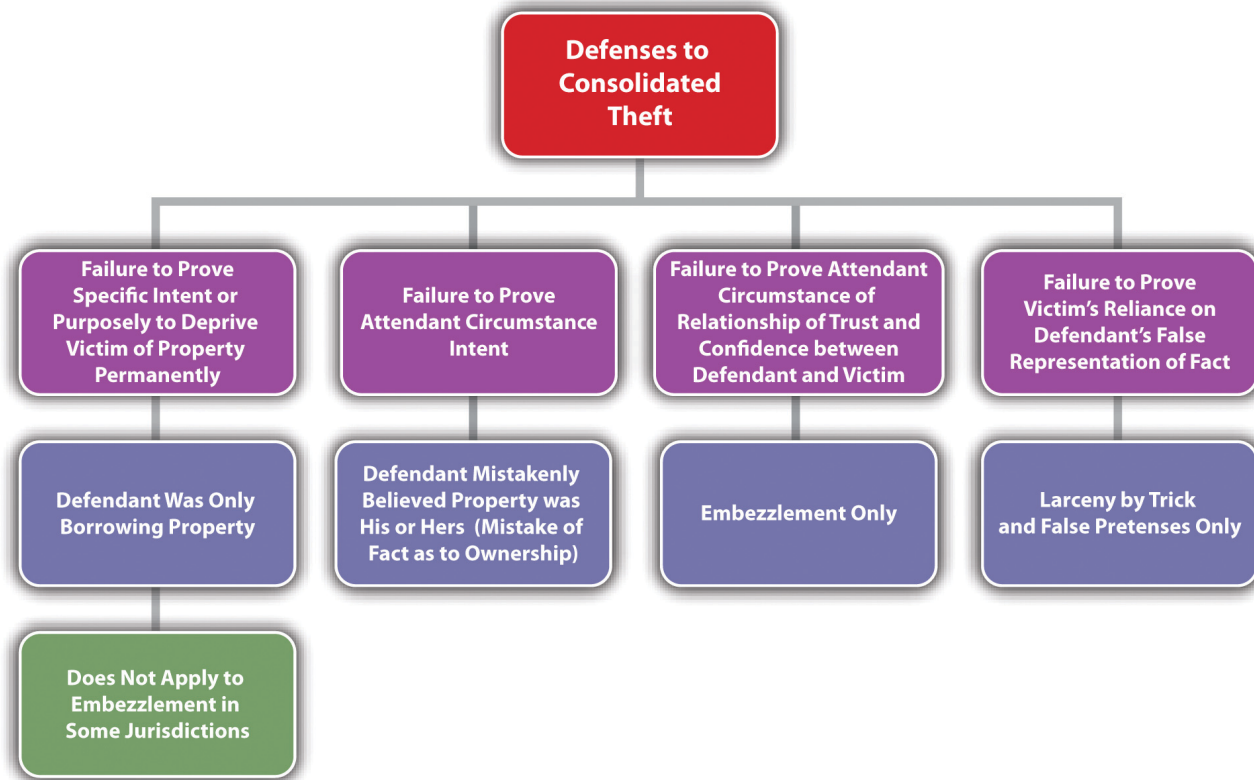 Defenses to
Consolidated
Theft
Failure to Prove
Specific Intent or
Purposely to Deprive
Victim of Property
Permanently
Failure to Prove
Attendant Circumstance
Intent
Failure to Prove Attendant
Circumstance of
Relationship of Trust and
Confidence between
Defendant and Victim
Failure to Prove
Victim’s Reliance on
Defendant’s False
Representation of Fact
Defendant Was Only
Borrowing Property
Defendant Mistakenly
Believed Property was
His or Hers (Mistake of
Fact as to Ownership)
Embezzlement Only
Larceny by Trick
and False Pretenses Only
Does Not Apply to
Embezzlement in
Some Jurisdictions